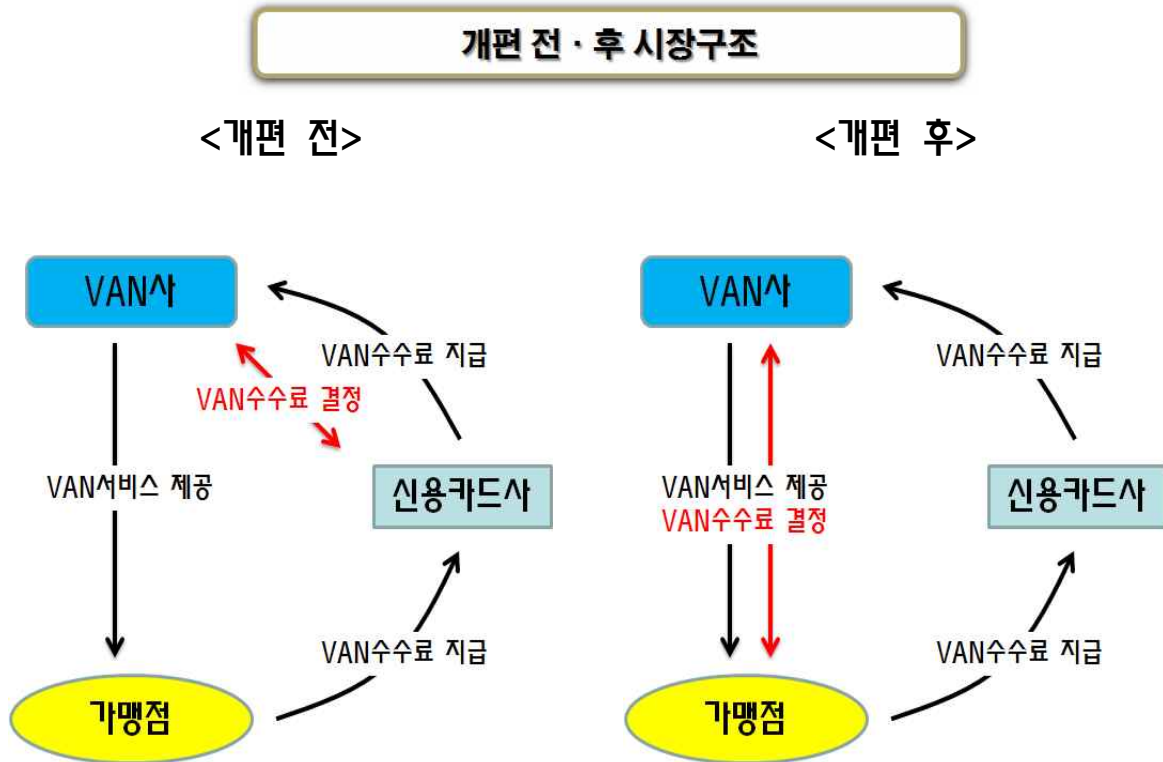 개편 전 · 후 시장구조
<개편 전>
<개편 후>
VAN사
VAN수수료 지급
VAN수수료 결정
VAN서비스 제공
신용카드사
VAN수수료 지급
가맹점
VAN사
VAN수수료 지급
VAN서비스 제공
VAN수수료 결정
신용카드사
VAN수수료 지급
가맹점